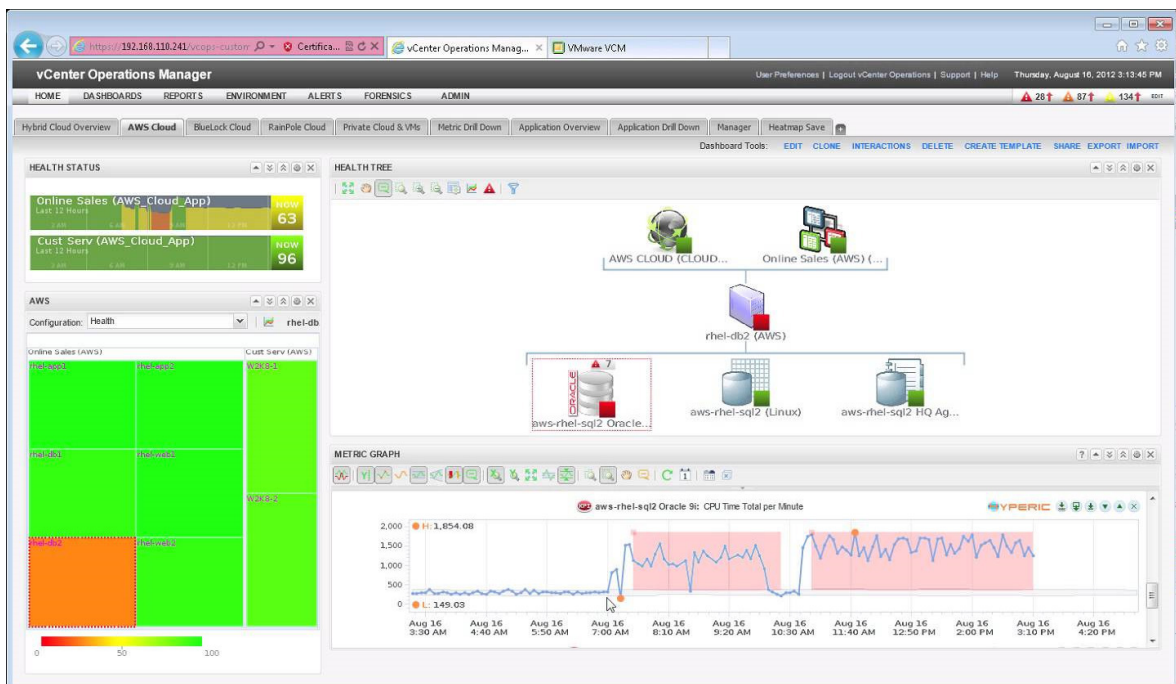 https://192.168.110.241/vcops-custom
Certifica...
vCenter Operations Manag...
VMware VCM
vCenter Operations Manager
User Preferences | Logout vCenter Operations | Support | Help
Thursday, August 16, 2012 3:13:45 PM
HOME DASHBOARDS REPORTS ENVIRONMENT ALERTS FORENSICS ADMIN
28 87 134 EDIT
Hybrid Cloud Overview AWS Cloud BlueLock Cloud RainPole Cloud Private Cloud & VMs Metric Drill Down Application Overview Application Drill Down Manager Heatmap Save
Dashboard Tools: EDIT CLONE INTERACTIONS DELETE CREATE TEMPLATE SHARE EXPORT IMPORT
HEALTH STATUS
Online Sales (AWS_Cloud_App)
Last 12 Hours
NOW
63
Cust Serv (AWS_Cloud_App)
Last 12 Hours
NOW
96
AWS
Configuration: Health
rhel-db
Online Sales (AWS) Cust Serv (AWS)
rhel-app1 rhel-app2 W2K8-1
rhel-db1 rhel-web1
W2K8-2
rhel-db2 rhel-web2
0 50 100
HEALTH TREE
AWS CLOUD (CLOUD... Online Sales (AWS) (...
rhel-db2 (AWS)
7
ORACLE
aws-rhel-sql2 Oracle... aws-rhel-sql2 (Linux) aws-rhel-sql2 HQ Ag...
METRIC GRAPH
aws-rhel-sql2 Oracle 9i: CPU Time Total per Minute
HYPERIC
2,000
H: 1,854.08
1,500
1,000
500
0
L: 149.03
Aug 16 Aug 16 Aug 16 Aug 16 Aug 16 Aug 16 Aug 16 Aug 16 Aug 16 Aug 16 Aug 16 Aug 16
3:30 AM 4:40 AM 5:50 AM 7:00 AM 8:10 AM 9:20 AM 10:30 AM 11:40 AM 12:50 PM 2:00 PM 3:10 PM 4:20 PM